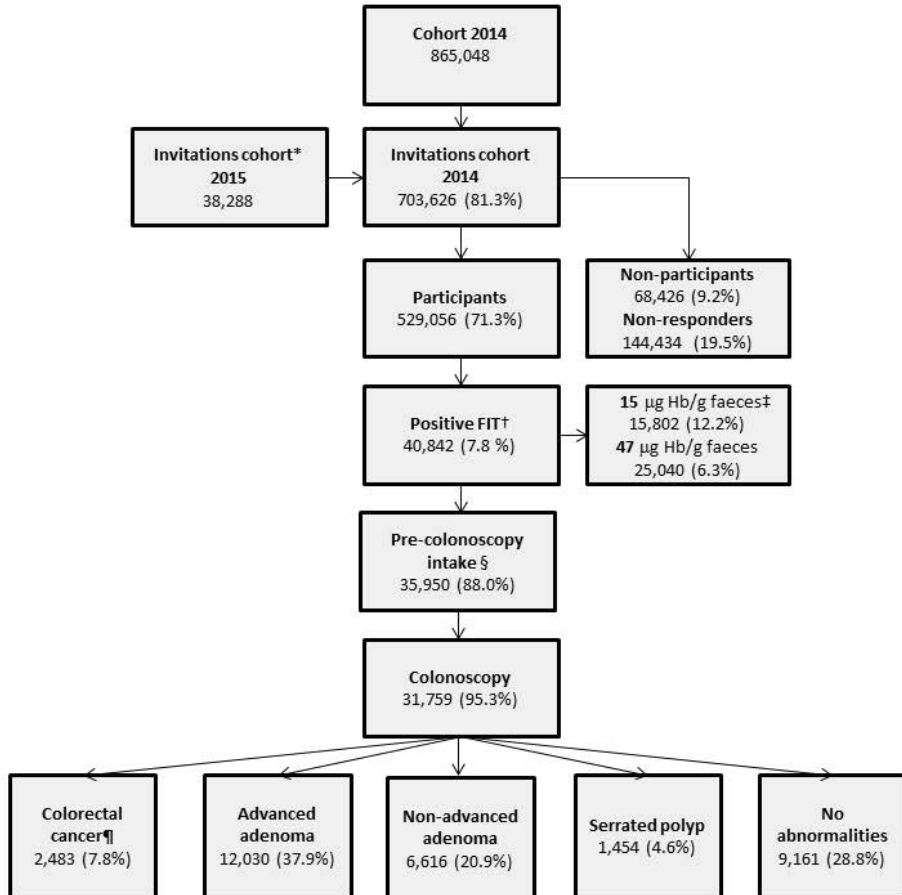 Cohort 2014
865,048
Invitations cohort*
2015
38,288
Invitations cohort
2014
703,626 (81.3%)
Participants
529,056 (71.3%)
Non-participants
68,426 (9.2%)
Non-responders
144,434 (19.5%)
Positive FIT†
40,842 (7.8 %)
15 µg Hb/g faeces‡
15,802 (12.2%)
47 µg Hb/g faeces
25,040 (6.3%)
Pre-colonoscopy
intake §
35,950 (88.0%)
Colonoscopy
31,759 (95.3%)
Colorectal
cancer¶
2,483 (7.8%)
Advanced
adenoma
12,030 (37.9%)
Non-advanced
adenoma
6,616 (20.9%)
Serrated polyp
1,454 (4.6%)
No
abnormalities
9,161 (28.8%)